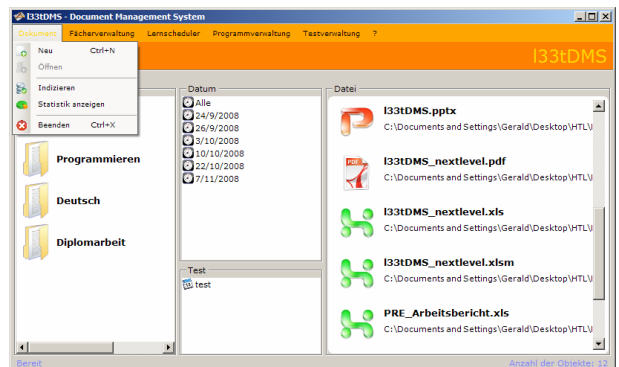 l33tDMS - Document Management System
Dokument Fächerverwaltung Lernscheduler Programmverwaltung Testverwaltung ?
l33tDMS
Neu Ctrl+N
Öffnen
Indizieren
Statistik anzeigen
Beenden Ctrl+X
Programmieren
Deutsch
Diplomarbeit
Datum
Alle
24/9/2008
26/9/2008
3/10/2008
10/10/2008
22/10/2008
7/11/2008
Test
test
Datei
l33tDMS.pptx
C:\Documents and Settings\Gerald\Desktop\HTL\
l33tDMS_nextlevel.pdf
C:\Documents and Settings\Gerald\Desktop\HTL\
l33tDMS_nextlevel.xls
C:\Documents and Settings\Gerald\Desktop\HTL\
l33tDMS_nextlevel.xlsm
C:\Documents and Settings\Gerald\Desktop\HTL\
PRE_Arbeitsbericht.xls
C:\Documents and Settings\Gerald\Desktop\HTL\
Bereit
Anzahl der Objekte: 12